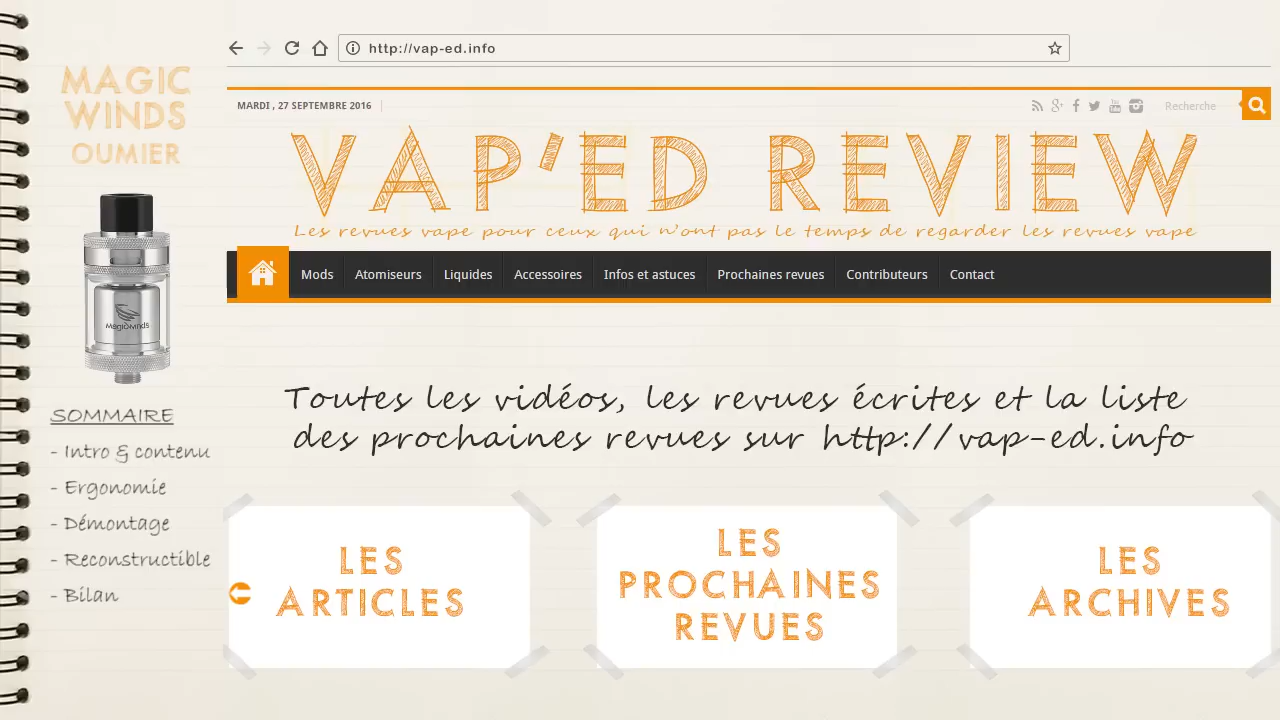 MAGIC
WINDS
OUMIER
MagicWinds
SOMMAIRE
- Intro & contenu
- Ergonomie
- Démontage
- Reconstructible
- Bilan
http://vap-ed.info
MARDI , 27 SEPTEMBRE 2016
Recherche
VAP'ED REVIEW
Les revues vape pour ceux qui n'ont pas le temps de regarder les revues vape
Mods Atomiseurs Liquides Accessoires Infos et astuces Prochaines revues Contributeurs Contact
Toutes les vidéos, les revues écrites et la liste
des prochaines revues sur http://vap-ed.info
LES
ARTICLES
LES
PROCHAINES
REVUES
LES
ARCHIVES